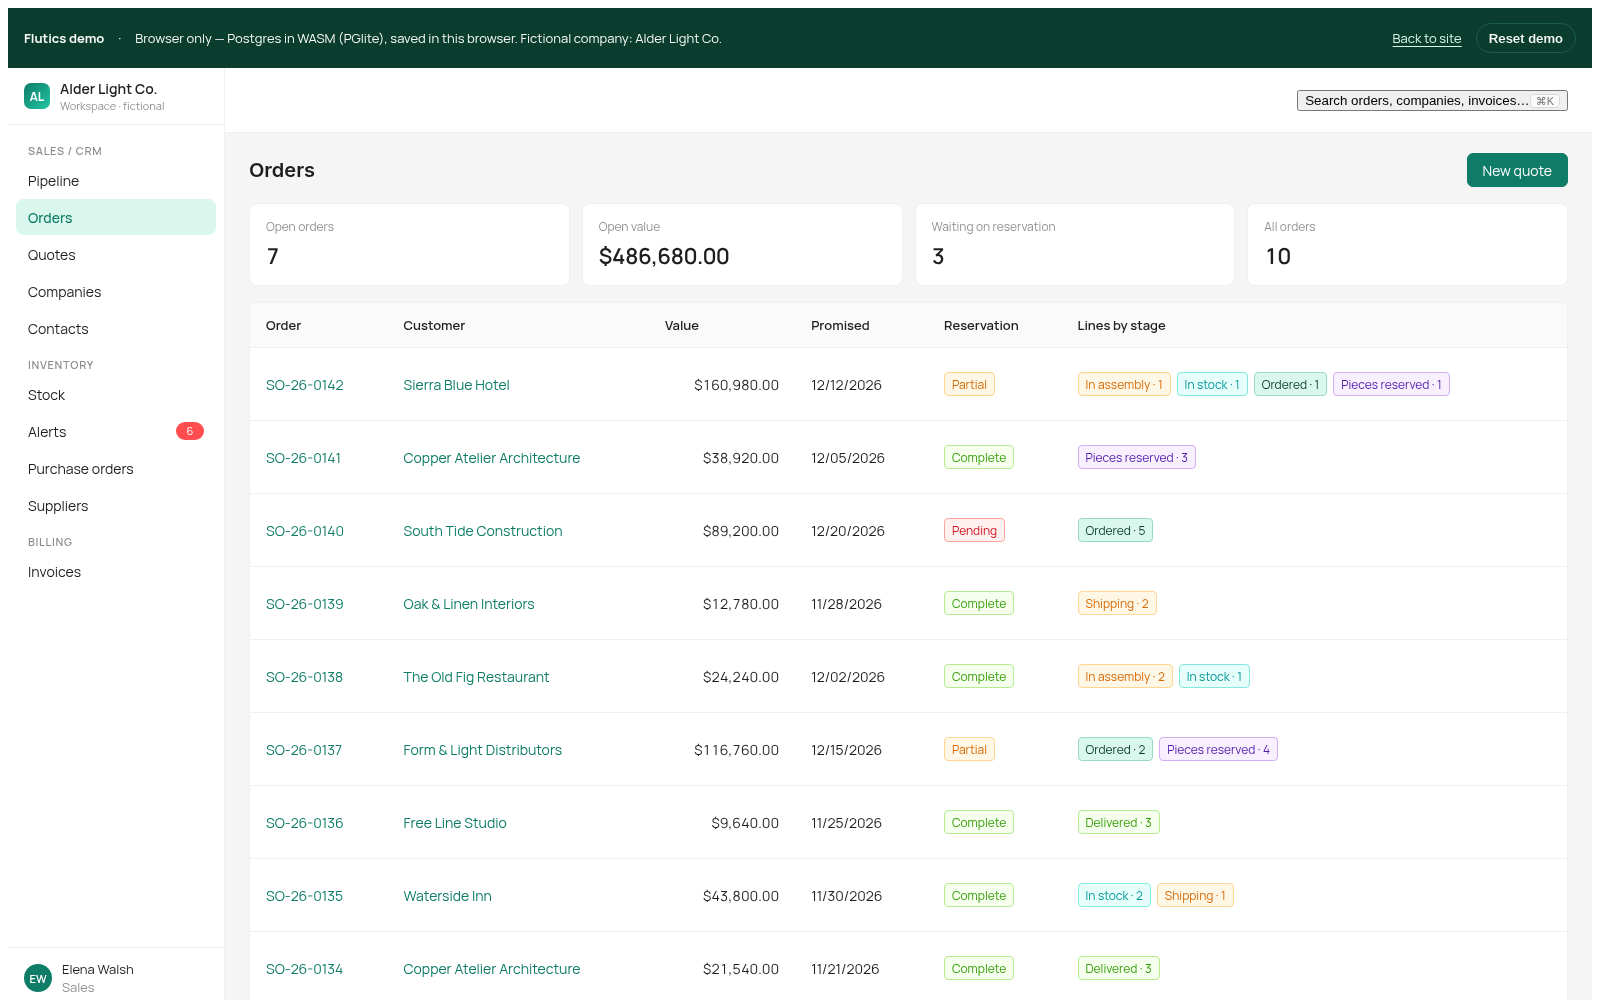 Flutics demo · Browser only — Postgres in WASM (PGlite), saved in this browser. Fictional company: Alder Light Co. Back to site Reset demo
AL Alder Light Co.
Workspace · fictional
Search orders, companies, invoices... ⌘K
SALES / CRM
Pipeline
Orders
Quotes
Companies
Contacts
INVENTORY
Stock
Alerts 6
Purchase orders
Suppliers
BILLING
Invoices
EW Elena Walsh
Sales
Orders New quote
Open orders
7
Open value
$486,680.00
Waiting on reservation
3
All orders
10
Order Customer Value Promised Reservation Lines by stage
SO-26-0142 Sierra Blue Hotel $160,980.00 12/12/2026 Partial In assembly · 1 In stock · 1 Ordered · 1 Pieces reserved · 1
SO-26-0141 Copper Atelier Architecture $38,920.00 12/05/2026 Complete Pieces reserved · 3
SO-26-0140 South Tide Construction $89,200.00 12/20/2026 Pending Ordered · 5
SO-26-0139 Oak & Linen Interiors $12,780.00 11/28/2026 Complete Shipping · 2
SO-26-0138 The Old Fig Restaurant $24,240.00 12/02/2026 Complete In assembly · 2 In stock · 1
SO-26-0137 Form & Light Distributors $116,760.00 12/15/2026 Partial Ordered · 2 Pieces reserved · 4
SO-26-0136 Free Line Studio $9,640.00 11/25/2026 Complete Delivered · 3
SO-26-0135 Waterside Inn $43,800.00 11/30/2026 Complete In stock · 2 Shipping · 1
SO-26-0134 Copper Atelier Architecture $21,540.00 11/21/2026 Complete Delivered · 3